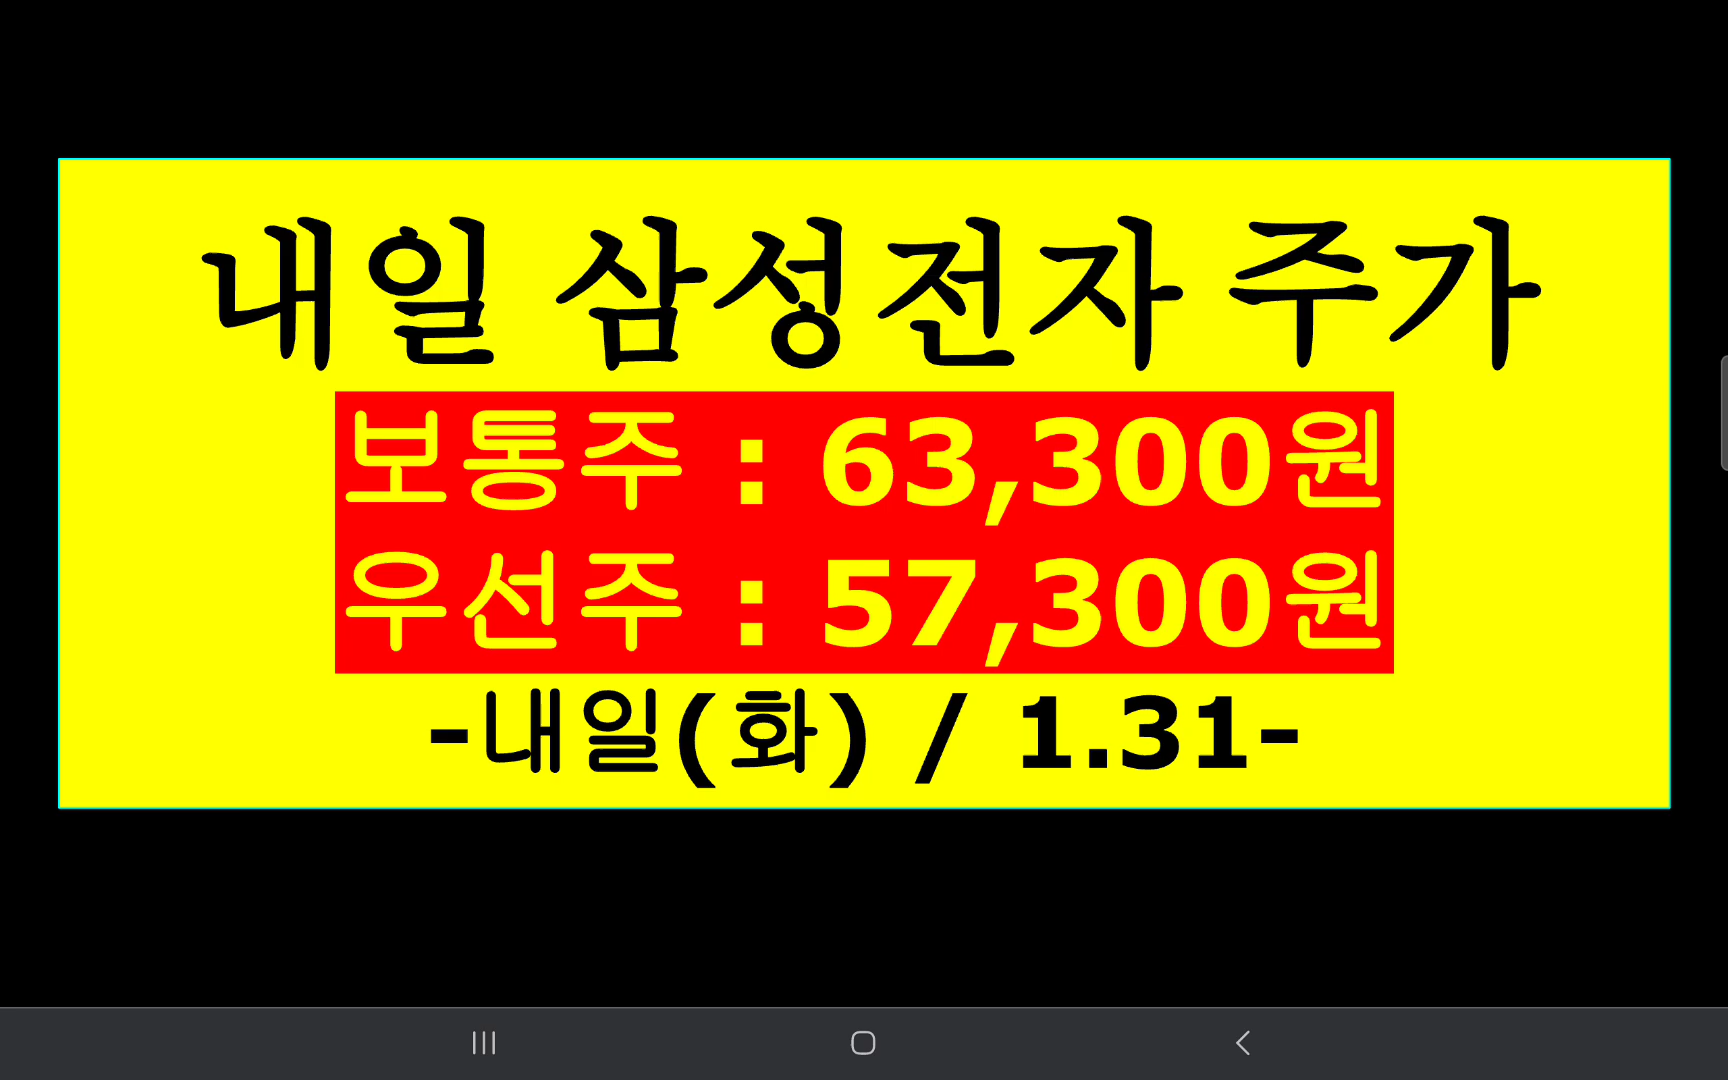 내일 삼성전자 주가
보통주 : 63,300원
우선주 : 57,300원
-내일(화) / 1.31-